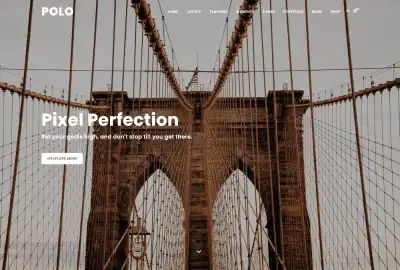 POLO
HOME LAYOUT FEATURES ELEMENTS PAGES PORTFOLIO BLOG SHOP
Pixel Perfection
Set your goals high, and don't stop till you get there.
EXPLORE MORE